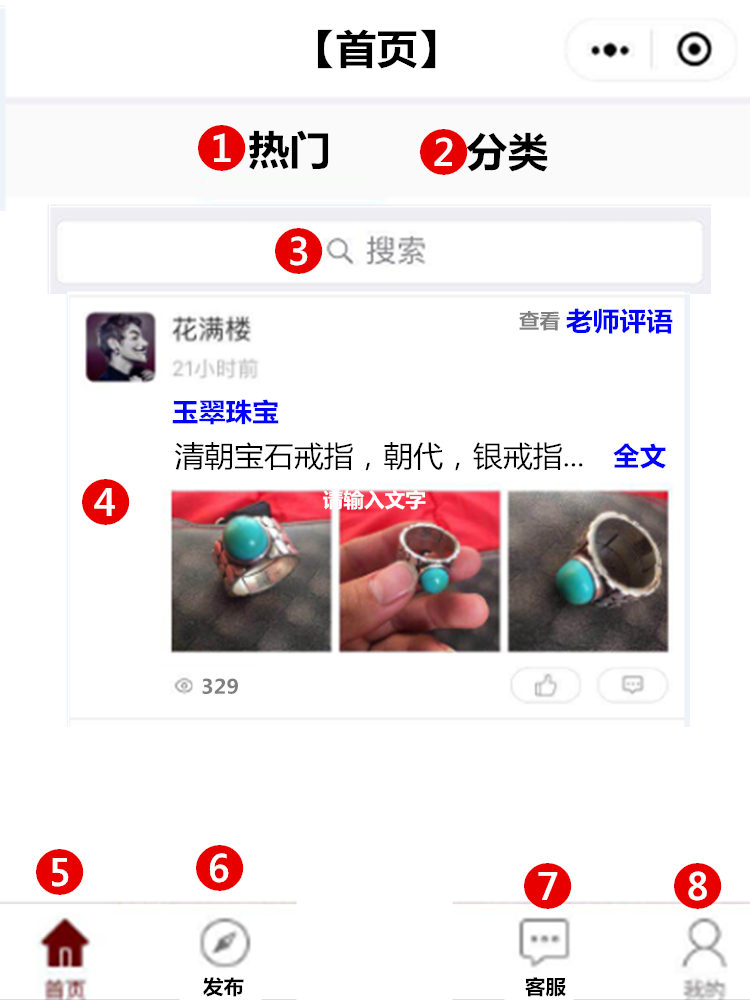 【首页】
1 热门
2 分类
3 搜索
花满楼
查看 老师评语
21小时前
玉翠珠宝
清朝宝石戒指，朝代，银戒指... 全文
4
请输入文字
329
5 6 7 8
首页 发布 客服 我的